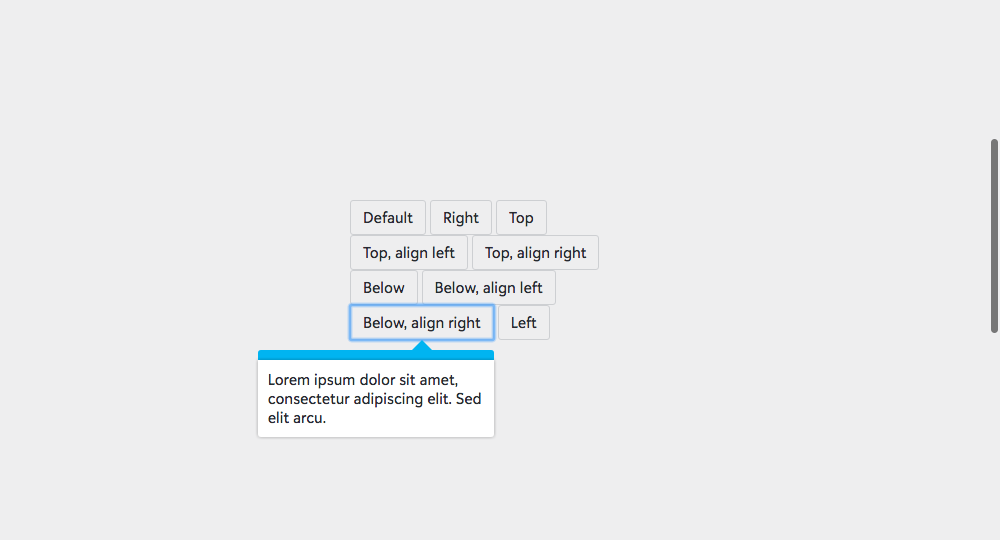 Default Right Top
Top, align left Top, align right
Below Below, align left
Below, align right Left
Lorem ipsum dolor sit amet,
consectetur adipiscing elit. Sed
elit arcu.